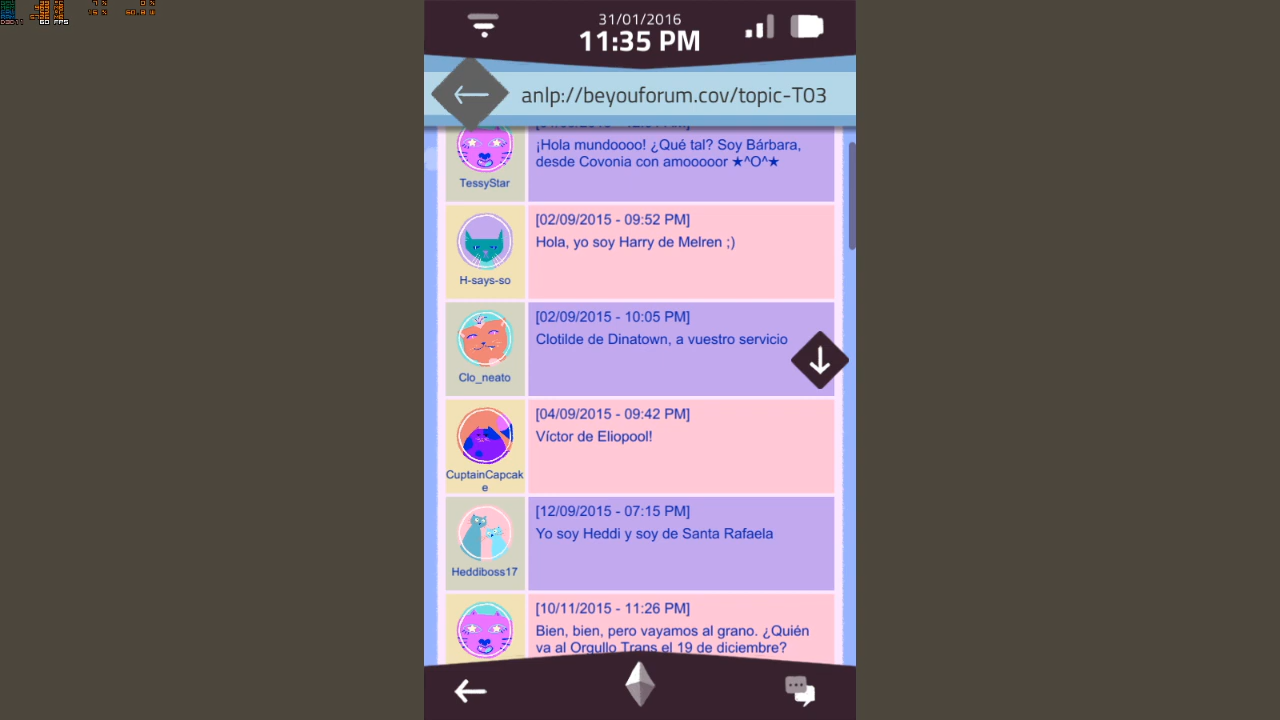 31/01/2016
11:35 PM
anlp://beyouforum.cov/topic-T03
¡Hola mundoooo! ¿Qué tal? Soy Bárbara,
desde Covonia con amooooor ★^O^★
TessyStar
[02/09/2015 - 09:52 PM]
Hola, yo soy Harry de Melren ;)
H-says-so
[02/09/2015 - 10:05 PM]
Clotilde de Dinatown, a vuestro servicio
Clo_neato
[04/09/2015 - 09:42 PM]
Víctor de Eliopool!
CuptainCapcak
e
[12/09/2015 - 07:15 PM]
Yo soy Heddi y soy de Santa Rafaela
Heddiboss17
[10/11/2015 - 11:26 PM]
Bien, bien, pero vayamos al grano. ¿Quién
va al Orgullo Trans el 19 de diciembre?